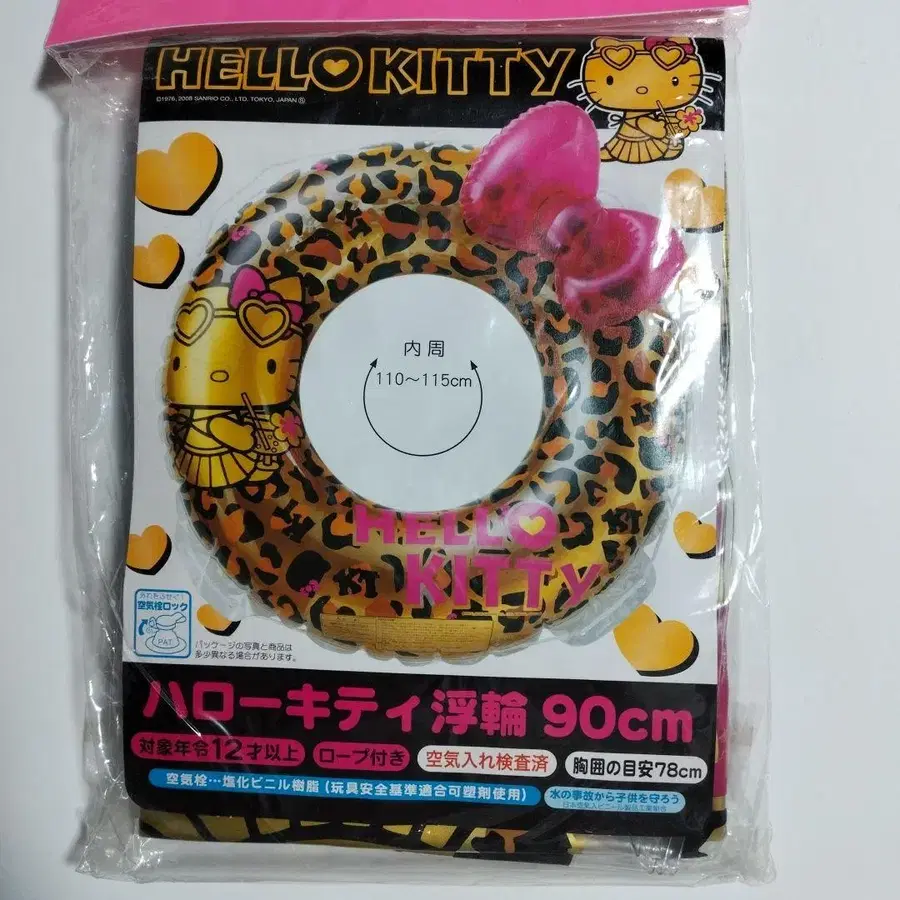 HELLO KITTY
©1976, 2008 SANRIO CO., LTD. TOKYO, JAPAN Ⓢ
内周
110～115cm
HELLO
KITTY
空気栓ロック
PAT.
パッケージの写真と商品は
多少異なる場合があります。
ハローキティ浮輪 90cm
対象年令12才以上 ロープ付き 空気入れ検査済 胸囲の目安78cm
空気栓…塩化ビニル樹脂(玩具安全基準適合可塑剤使用) 水の事故から子供を守ろう